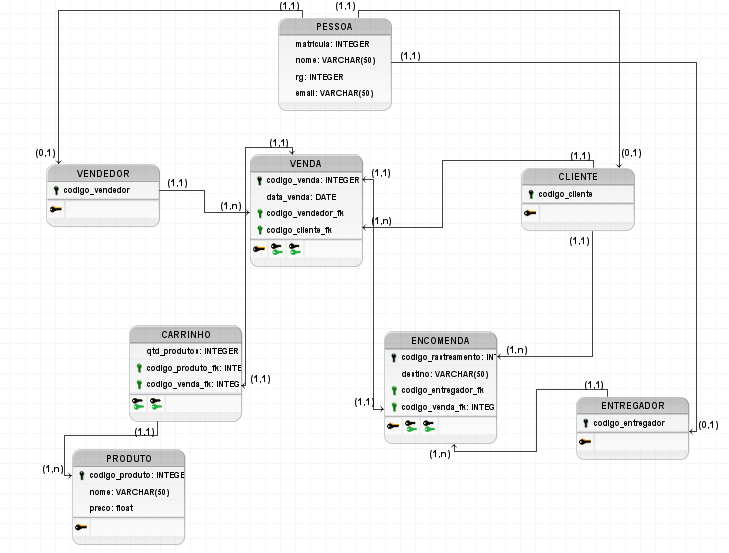 (1,1)
(1,1)
PESSOA
matricula: INTEGER
nome: VARCHAR(50)
rg: INTEGER
email: VARCHAR(50)
(1,1)
(0,1)
VENDEDOR
codigo_vendedor
(1,1)
(1,n)
(1,1)
VENDA
codigo_venda: INTEGER
data_venda: DATE
codigo_vendedor_fk
codigo_cliente_fk
(1,1)
(1,n)
(1,1)
(0,1)
CLIENTE
codigo_cliente
(1,1)
CARRINHO
qtd_produtos: INTEGER
codigo_produto_fk: INTE
codigo_venda_fk: INTEG
(1,1)
(1,1)
(1,n)
PRODUTO
codigo_produto: INTEGE
nome: VARCHAR(50)
preco: float
ENCOMENDA
codigo_rastreamento: INT
destino: VARCHAR(50)
codigo_entregador_fk
codigo_venda_fk: INTEG
(1,n)
(1,1)
(1,n)
(1,1)
ENTREGADOR
codigo_entregador
(0,1)